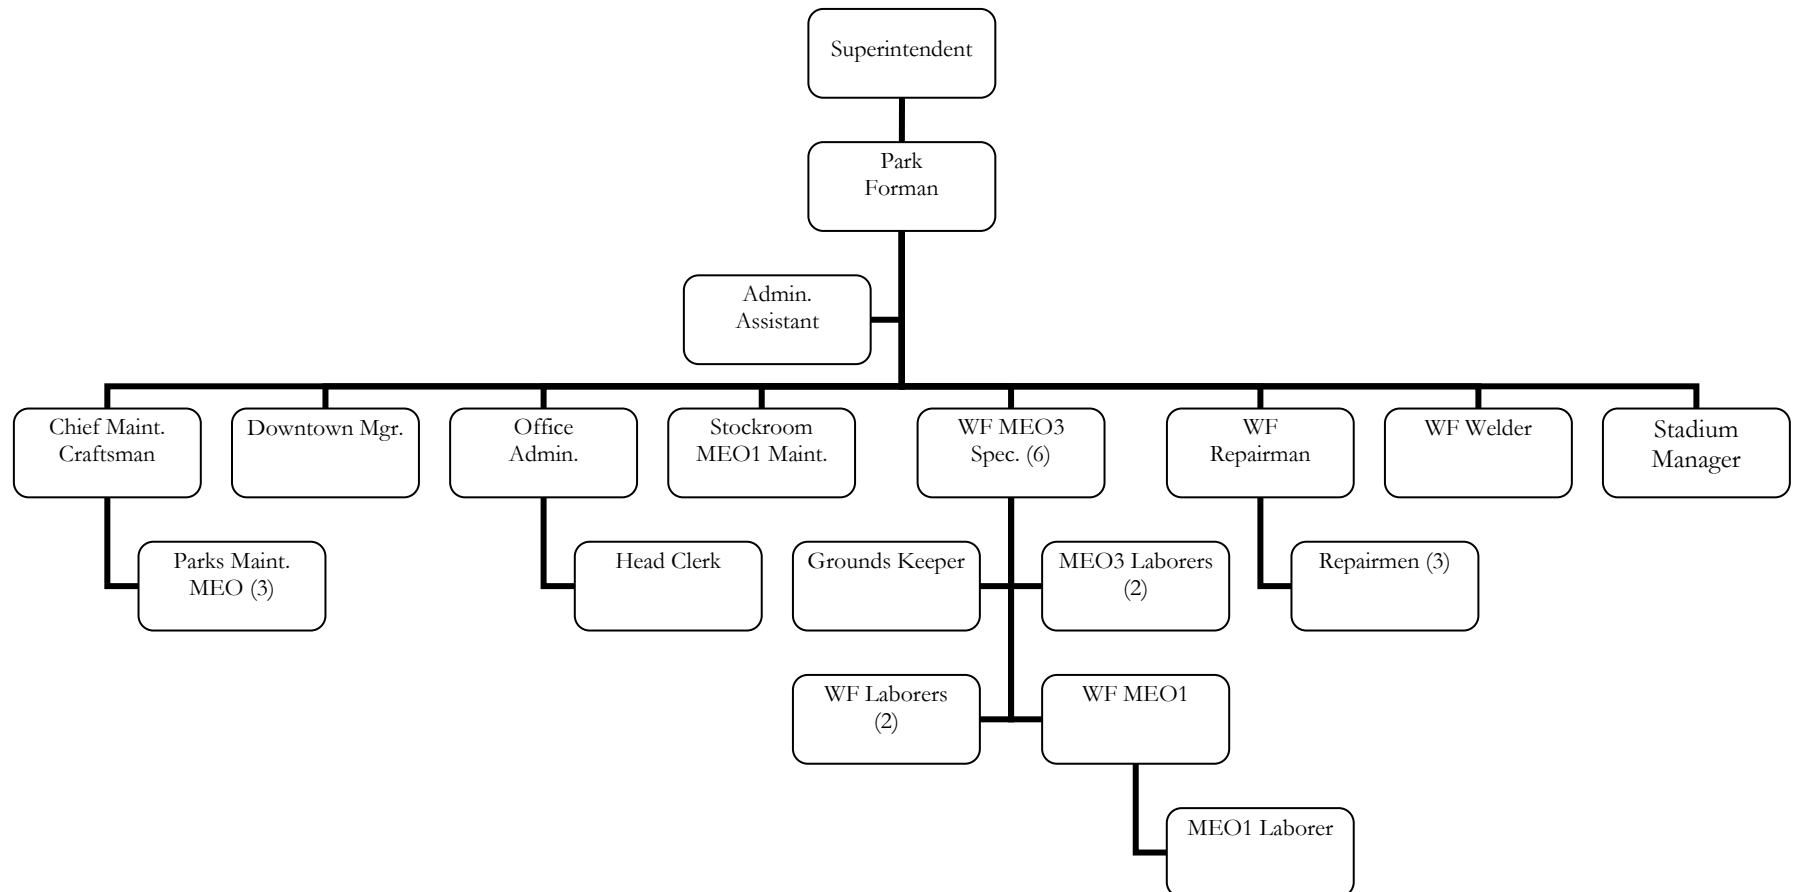 Superintendent
Park
Forman
Admin.
Assistant
Chief Maint.
Craftsman
Downtown Mgr.
Office
Admin.
Stockroom
MEO1 Maint.
WF MEO3
Spec. (6)
WF
Repairman
WF Welder
Stadium
Manager
Parks Maint.
MEO (3)
Head Clerk
Grounds Keeper
MEO3 Laborers
(2)
Repairmen (3)
WF Laborers
(2)
WF MEO1
MEO1 Laborer